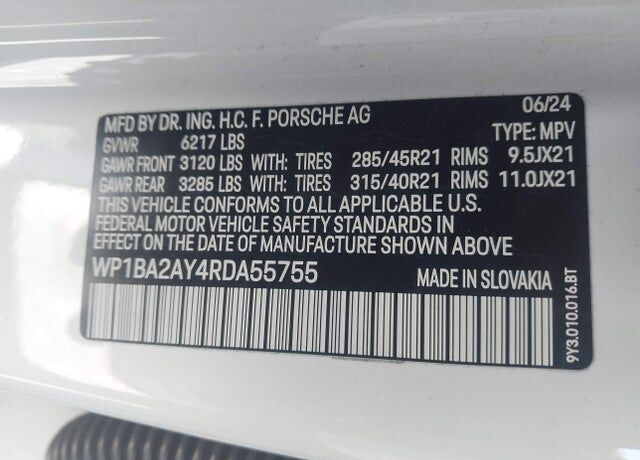 MFD BY DR. ING. H.C. F. PORSCHE AG 06/24
GVWR 6217 LBS TYPE: MPV
GAWR FRONT 3120 LBS WITH: TIRES 285/45R21 RIMS 9.5JX21
GAWR REAR 3285 LBS WITH: TIRES 315/40R21 RIMS 11.0JX21
THIS VEHICLE CONFORMS TO ALL APPLICABLE U.S.
FEDERAL MOTOR VEHICLE SAFETY STANDARDS IN
EFFECT ON THE DATE OF MANUFACTURE SHOWN ABOVE
WP1BA2AY4RDA55755 MADE IN SLOVAKIA
9Y3.010.016.BT